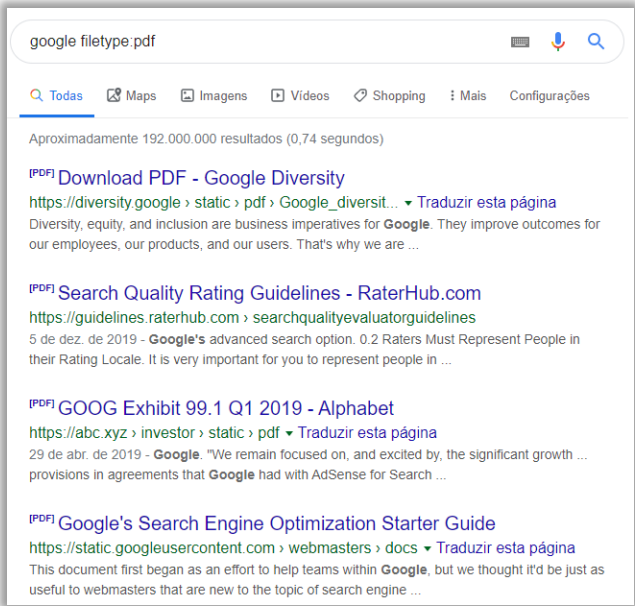 google filetype:pdf
Todas Maps Imagens Vídeos Shopping Mais Configurações
Aproximadamente 192.000.000 resultados (0,74 segundos)
[PDF] Download PDF - Google Diversity
https://diversity.google › static › pdf › Google_diversit... ▾ Traduzir esta página
Diversity, equity, and inclusion are business imperatives for Google. They improve outcomes for
our employees, our products, and our users. That's why we are ...
[PDF] Search Quality Rating Guidelines - RaterHub.com
https://guidelines.raterhub.com › searchqualityevaluatorguidelines
5 de dez. de 2019 - Google's advanced search option. 0.2 Raters Must Represent People in
their Rating Locale. It is very important for you to represent people in ...
[PDF] GOOG Exhibit 99.1 Q1 2019 - Alphabet
https://abc.xyz › investor › static › pdf ▾ Traduzir esta página
29 de abr. de 2019 - Google. "We remain focused on, and excited by, the significant growth ...
provisions in agreements that Google had with AdSense for Search ...
[PDF] Google's Search Engine Optimization Starter Guide
https://static.googleusercontent.com › webmasters › docs ▾ Traduzir esta página
This document first began as an effort to help teams within Google, but we thought it'd be just as
useful to webmasters that are new to the topic of search engine ...